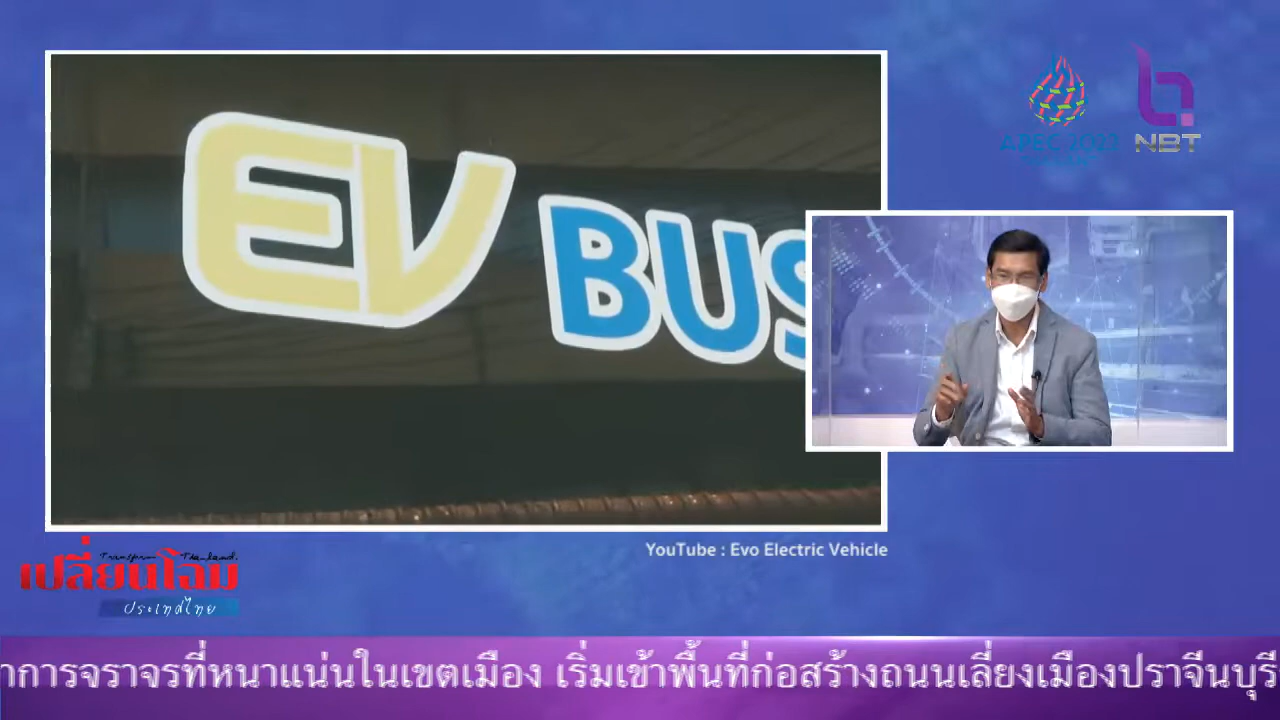 EV BUS
APEC 2022
THAILAND
NBT
YouTube : Evo Electric Vehicle
Transform Thailand
เปลี่ยนโฉม
ประเทศไทย
าการจราจรที่หนาแน่นในเขตเมือง เริ่มเข้าพื้นที่ก่อสร้างถนนเลี่ยงเมืองปราจีนบุรี